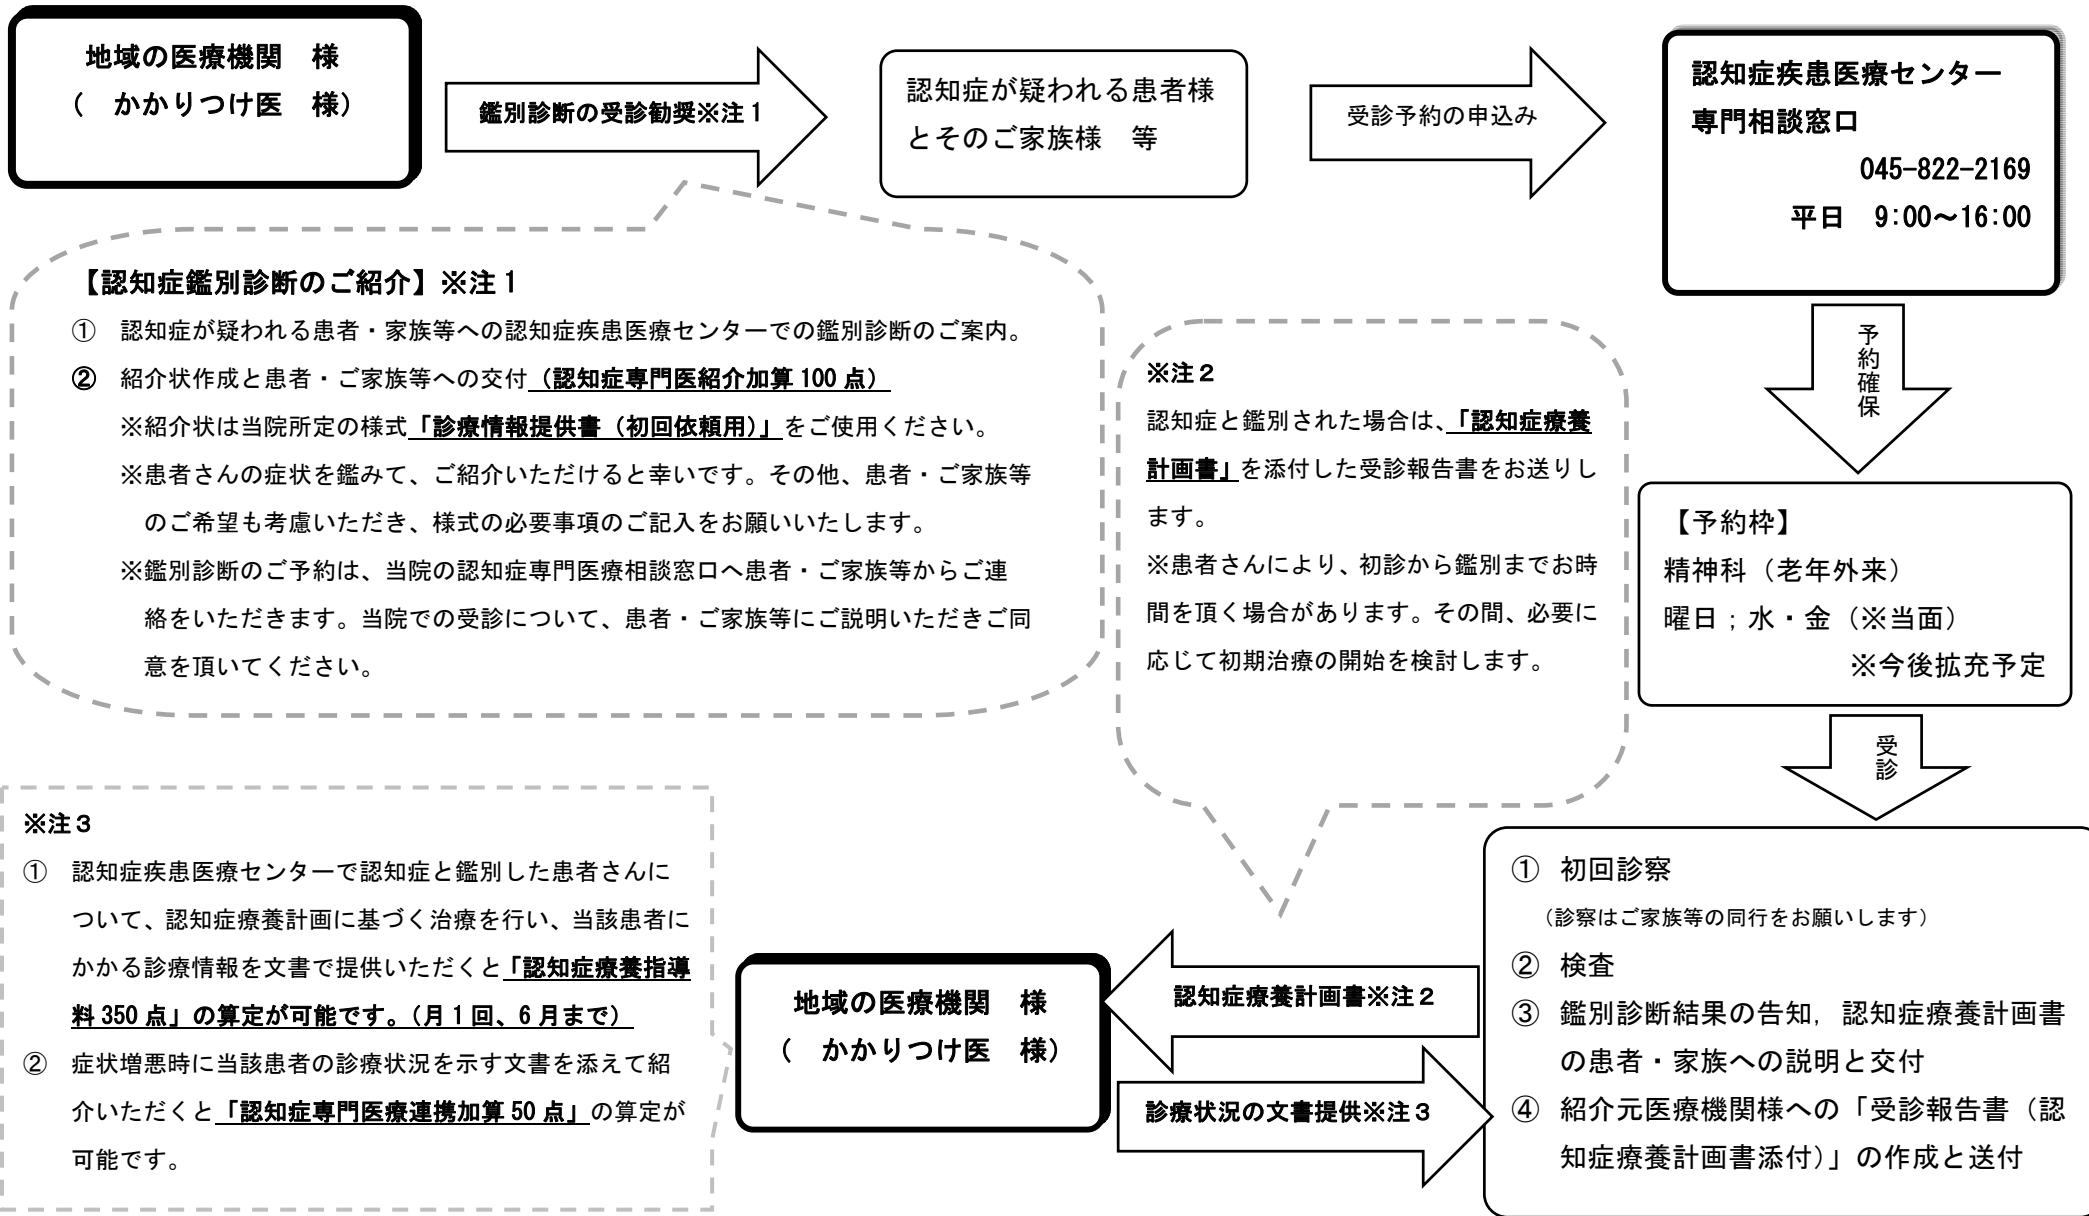 地域の医療機関　様
（　かかりつけ医　様）
鑑別診断の受診勧奨※注１
認知症が疑われる患者様
とそのご家族様　等
受診予約の申込み
認知症疾患医療センター
専門相談窓口
045-822-2169
平日　9:00～16:00
【認知症鑑別診断のご紹介】※注１
①　認知症が疑われる患者・家族等への認知症疾患医療センターでの鑑別診断のご案内。
②　紹介状作成と患者・ご家族等への交付（認知症専門医紹介加算 100 点）
※紹介状は当院所定の様式「診療情報提供書（初回依頼用）」をご使用ください。
※患者さんの症状を鑑みて、ご紹介いただけると幸いです。その他、患者・ご家族等
のご希望も考慮いただき、様式の必要事項のご記入をお願いいたします。
※鑑別診断のご予約は、当院の認知症専門医療相談窓口へ患者・ご家族等からご連
絡をいただきます。当院での受診について、患者・ご家族等にご説明いただきご同
意を頂いてください。
※注２
認知症と鑑別された場合は、「認知症療養
計画書」を添付した受診報告書をお送りし
ます。
※患者さんにより、初診から鑑別までお時
間を頂く場合があります。その間、必要に
応じて初期治療の開始を検討します。
予約確保
【予約枠】
精神科（老年外来）
曜日；水・金（※当面）
※今後拡充予定
受診
①　初回診察
（診察はご家族等の同行をお願いします）
②　検査
③　鑑別診断結果の告知，認知症療養計画書
の患者・家族への説明と交付
④　紹介元医療機関様への「受診報告書（認
知症療養計画書添付）」の作成と送付
認知症療養計画書※注２
診療状況の文書提供※注３
地域の医療機関　様
（　かかりつけ医　様）
※注３
①　認知症疾患医療センターで認知症と鑑別した患者さんに
ついて、認知症療養計画に基づく治療を行い、当該患者に
かかる診療情報を文書で提供いただくと「認知症療養指導
料 350 点」の算定が可能です。（月１回、６月まで）
②　症状増悪時に当該患者の診療状況を示す文書を添えて紹
介いただくと「認知症専門医療連携加算 50 点」の算定が
可能です。